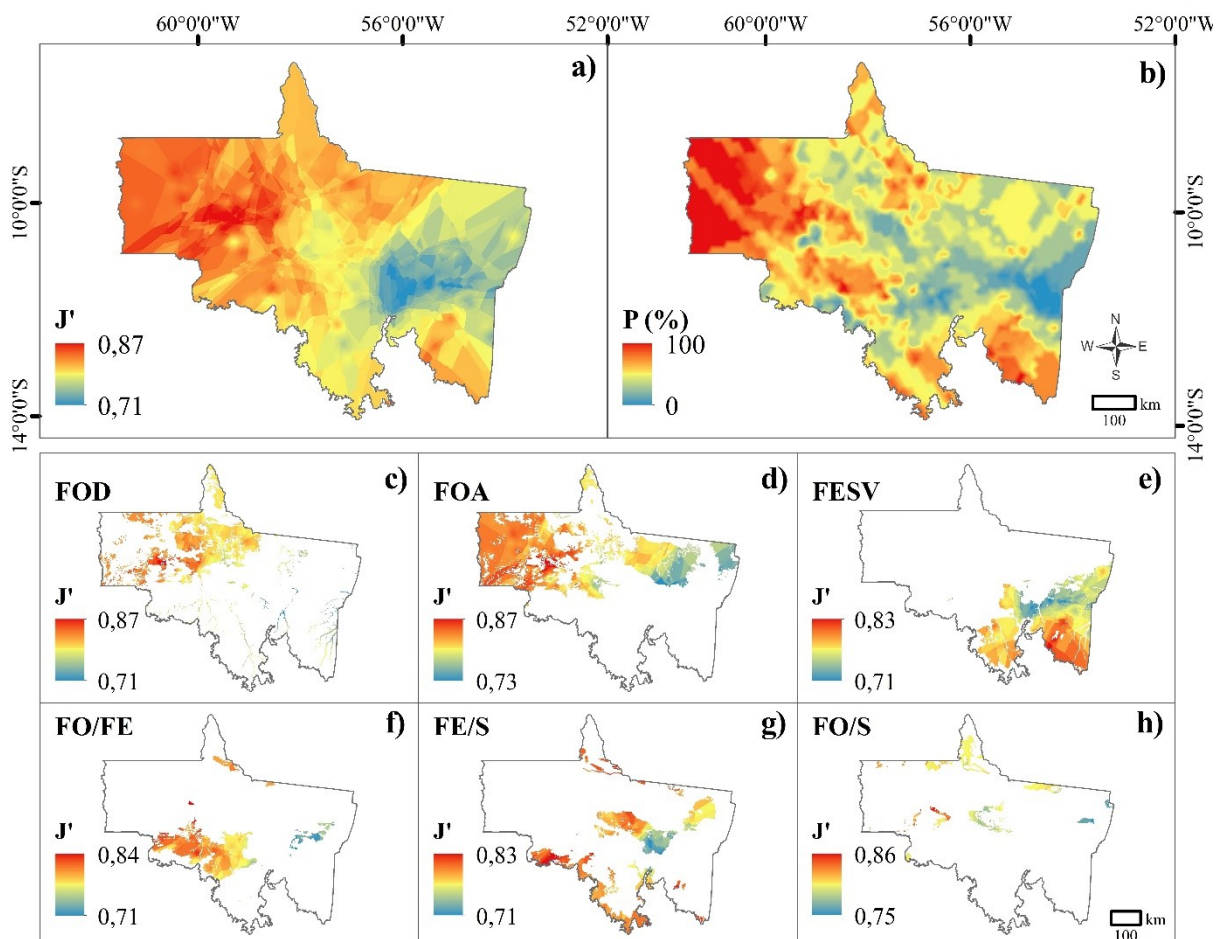 60°0'0"W 56°0'0"W 52°0'0"W 60°0'0"W 56°0'0"W 52°0'0"W
a)
b)
10°0'0"S
10°0'0"S
J'
0,87
0,71
P (%)
100
0
N
W E
S
km
100
14°0'0"S
14°0'0"S
FOD
c)
J'
0,87
0,71
FOA
d)
J'
0,87
0,73
FESV
e)
J'
0,83
0,71
FO/FE
f)
J'
0,84
0,71
FE/S
g)
J'
0,83
0,71
FO/S
h)
J'
0,86
0,75
km
100